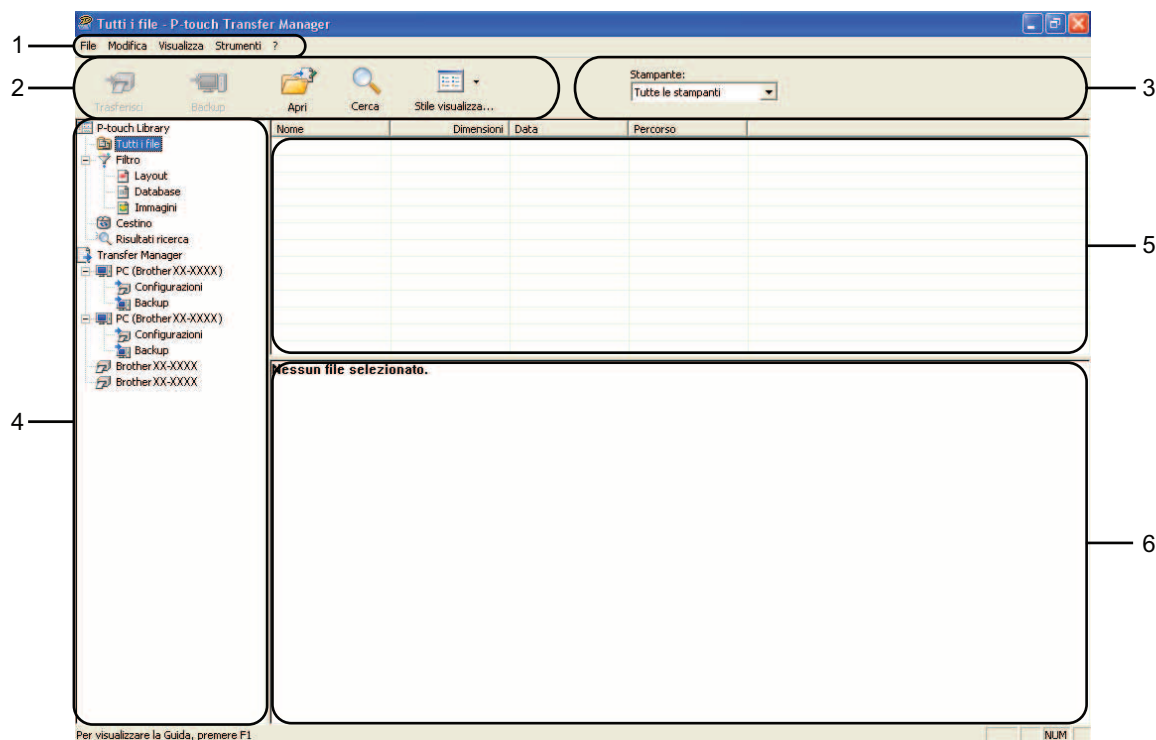 Tutti i file - P-touch Transfer Manager
1
File Modifica Visualizza Strumenti ?
2
Trasferisci Backup Apri Cerca Stile visualizza...
Stampante:
Tutte le stampanti
3
P-touch Library
Tutti i file
Filtro
Layout
Database
Immagini
Cestino
Risultati ricerca
Transfer Manager
PC (Brother XX-XXXX)
Configurazioni
Backup
PC (Brother XX-XXXX)
Configurazioni
Backup
Brother XX-XXXX
Brother XX-XXXX
4
Nome Dimensioni Data Percorso
5
Nessun file selezionato.
6
Per visualizzare la Guida, premere F1
NUM